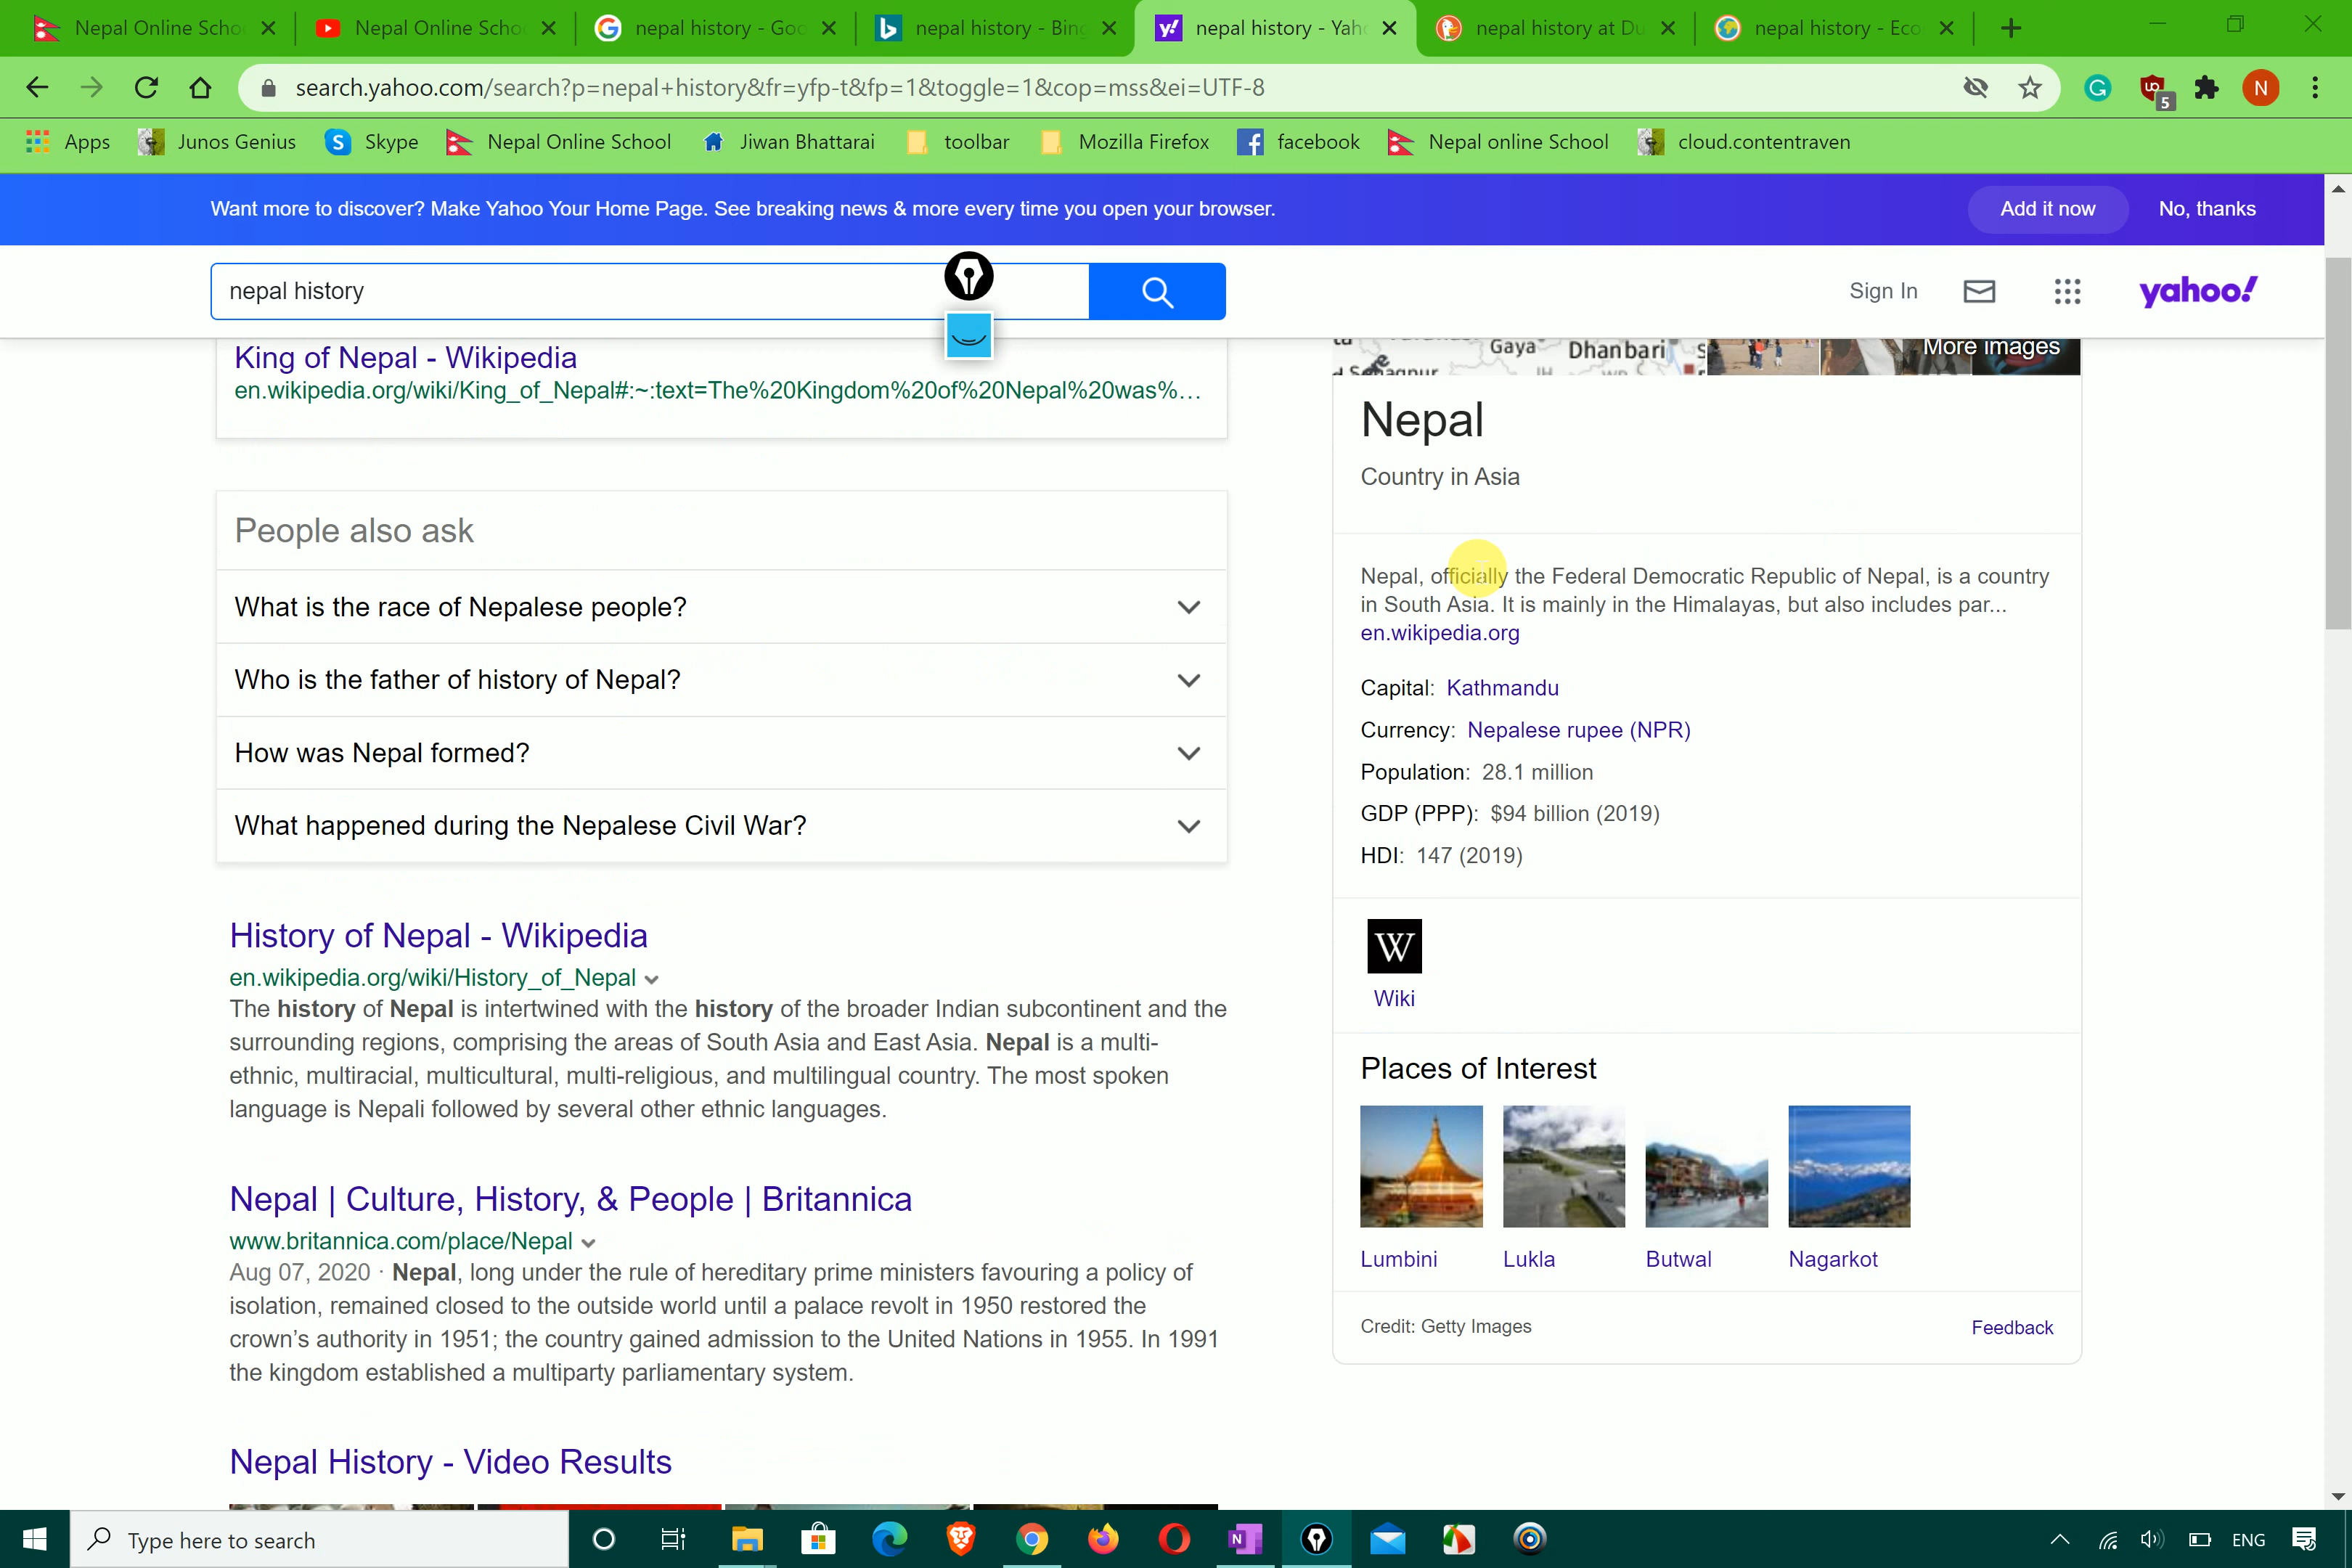 Nepal Online Scho
Nepal Online Scho
nepal history - Goo
nepal history - Bing
nepal history - Yah
nepal history at Du
nepal history - Eco
search.yahoo.com/search?p=nepal+history&fr=yfp-t&fp=1&toggle=1&cop=mss&ei=UTF-8
5
N
Apps
Junos Genius
Skype
Nepal Online School
Jiwan Bhattarai
toolbar
Mozilla Firefox
facebook
Nepal online School
cloud.contentraven
Want more to discover? Make Yahoo Your Home Page. See breaking news & more every time you open your browser.
Add it now
No, thanks
nepal history
Sign In
yahoo!
King of Nepal - Wikipedia
en.wikipedia.org/wiki/King_of_Nepal#:~:text=The%20Kingdom%20of%20Nepal%20was%...
People also ask
What is the race of Nepalese people?
Who is the father of history of Nepal?
How was Nepal formed?
What happened during the Nepalese Civil War?
History of Nepal - Wikipedia
en.wikipedia.org/wiki/History_of_Nepal
The history of Nepal is intertwined with the history of the broader Indian subcontinent and the
surrounding regions, comprising the areas of South Asia and East Asia. Nepal is a multi-
ethnic, multiracial, multicultural, multi-religious, and multilingual country. The most spoken
language is Nepali followed by several other ethnic languages.
Nepal | Culture, History, & People | Britannica
www.britannica.com/place/Nepal
Aug 07, 2020 · Nepal, long under the rule of hereditary prime ministers favouring a policy of
isolation, remained closed to the outside world until a palace revolt in 1950 restored the
crown's authority in 1951; the country gained admission to the United Nations in 1955. In 1991
the kingdom established a multiparty parliamentary system.
Nepal History - Video Results
Gaya
Dhanbari
More images
Nepal
Country in Asia
Nepal, officially the Federal Democratic Republic of Nepal, is a country
in South Asia. It is mainly in the Himalayas, but also includes par...
en.wikipedia.org
Capital: Kathmandu
Currency: Nepalese rupee (NPR)
Population: 28.1 million
GDP (PPP): $94 billion (2019)
HDI: 147 (2019)
W
Wiki
Places of Interest
Lumbini
Lukla
Butwal
Nagarkot
Credit: Getty Images
Feedback
Type here to search
ENG